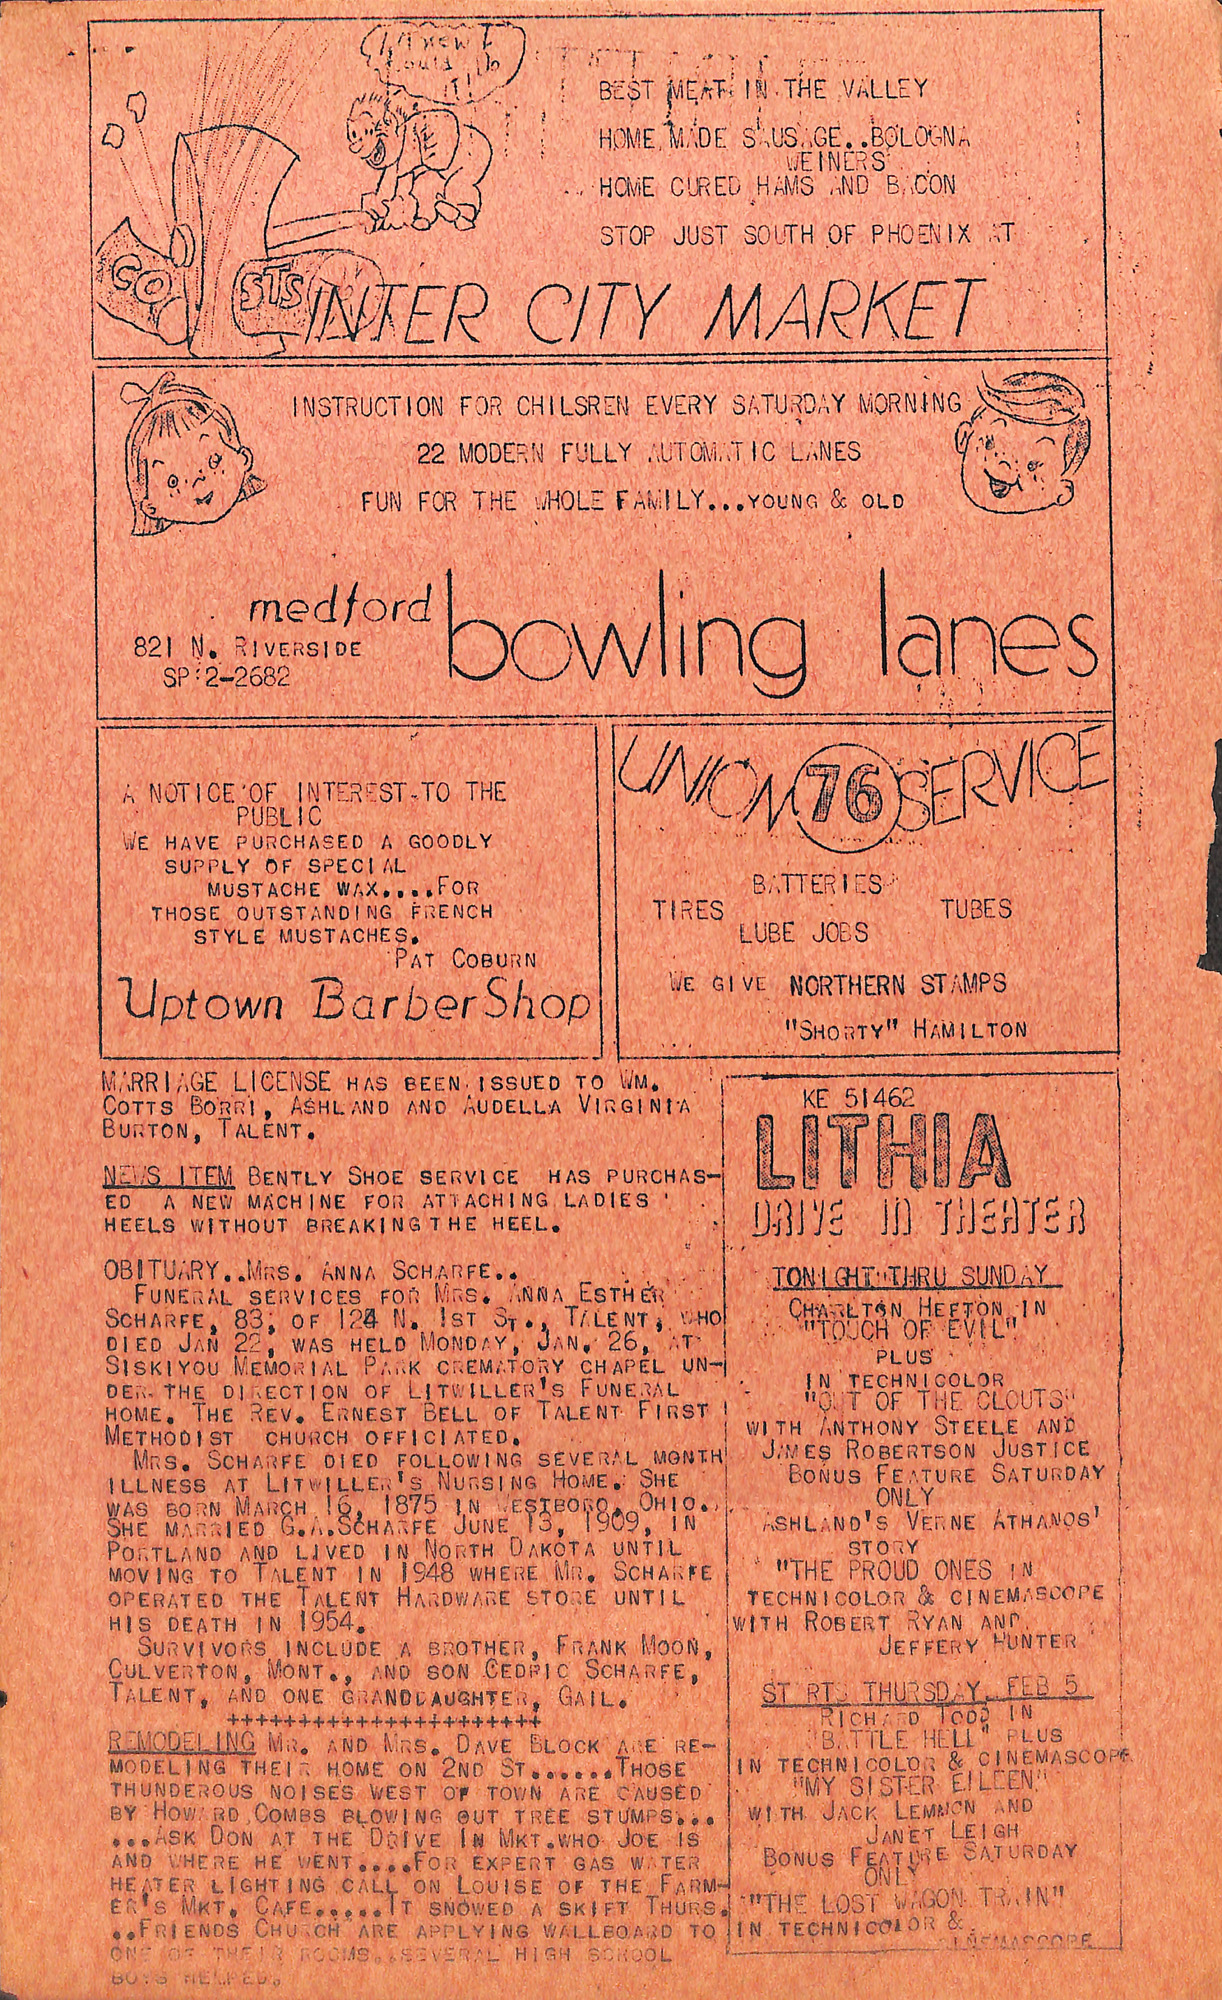 I knew I
could do
it!!
COSTS
BEST MEAT IN THE VALLEY
HOME MADE SAUSAGE..BOLOGNA
WEINERS
HOME CURED HAMS AND BACON
STOP JUST SOUTH OF PHOENIX AT
INTER CITY MARKET
INSTRUCTION FOR CHILSREN EVERY SATURDAY MORNING
22 MODERN FULLY AUTOMATIC LANES
FUN FOR THE WHOLE FAMILY...YOUNG & OLD
medford bowling lanes
821 N. RIVERSIDE
SP:2-2682
A NOTICE OF INTEREST TO THE
PUBLIC
WE HAVE PURCHASED A GOODLY
SUPPLY OF SPECIAL
MUSTACHE WAX....FOR
THOSE OUTSTANDING FRENCH
STYLE MUSTACHES.
PAT COBURN
Uptown Barber Shop
UNION 76 SERVICE
BATTERIES
TIRES TUBES
LUBE JOBS
WE GIVE NORTHERN STAMPS
"SHORTY" HAMILTON
MARRIAGE LICENSE HAS BEEN ISSUED TO WM.
COTTS BORRI, ASHLAND AND AUDELLA VIRGINIA
BURTON, TALENT.
NEWS ITEM BENTLY SHOE SERVICE HAS PURCHAS-
ED A NEW MACHINE FOR ATTACHING LADIES'
HEELS WITHOUT BREAKING THE HEEL.
OBITUARY..MRS. ANNA SCHARFE..
FUNERAL SERVICES FOR MRS. ANNA ESTHER
SCHARFE, 83, OF 124 N. 1ST ST., TALENT, WHO
DIED JAN 22, WAS HELD MONDAY, JAN. 26, AT
SISKIYOU MEMORIAL PARK CREMATORY CHAPEL UN-
DER THE DIRECTION OF LITWILLER'S FUNERAL
HOME. THE REV. ERNEST BELL OF TALENT FIRST
METHODIST CHURCH OFFICIATED.
MRS. SCHARFE DIED FOLLOWING SEVERAL MONTH
ILLNESS AT LITWILLER'S NURSING HOME. SHE
WAS BORN MARCH 16, 1875 IN WESTBORO, OHIO.
SHE MARRIED G.A.SCHARFE JUNE 13, 1909, IN
PORTLAND AND LIVED IN NORTH DAKOTA UNTIL
MOVING TO TALENT IN 1948 WHERE MR. SCHARFE
OPERATED THE TALENT HARDWARE STORE UNTIL
HIS DEATH IN 1954.
SURVIVORS INCLUDE A BROTHER, FRANK MOON,
CULVERTON, MONT., AND SON CEDRIC SCHARFE,
TALENT, AND ONE GRANDDAUGHTER, GAIL.
++++++++++++++++++++++
REMODELING MR. AND MRS. DAVE BLOCK ARE RE-
MODELING THEIR HOME ON 2ND ST......THOSE
THUNDEROUS NOISES WEST OF TOWN ARE CAUSED
BY HOWARD COMBS BLOWING OUT TREE STUMPS...
...ASK DON AT THE DRIVE IN MKT.WHO JOE IS
AND WHERE HE WENT....FOR EXPERT GAS WATER
HEATER LIGHTING CALL ON LOUISE OF THE FARM-
ER'S MKT. CAFE.....IT SNOWED A SKIFT THURS.
..FRIENDS CHURCH ARE APPLYING WALLBOARD TO
ONE OF THEIR ROOMS..SEVERAL HIGH SCHOOL
BOYS HELPED.
KE 51462
LITHIA
DRIVE IN THEATER
TONIGHT THRU SUNDAY
CHARLTON HEFTON IN
"TOUCH OF EVIL"
PLUS
IN TECHNICOLOR
"OUT OF THE CLOUTS"
WITH ANTHONY STEELE AND
JAMES ROBERTSON JUSTICE
BONUS FEATURE SATURDAY
ONLY
ASHLAND'S VERNE ATHANOS'
STORY
"THE PROUD ONES IN
TECHNICOLOR & CINEMASCOPE
WITH ROBERT RYAN AND
JEFFERY HUNTER
STARTS THURSDAY, FEB 5
RICHARD TODD IN
"BATTLE HELL" PLUS
IN TECHNICOLOR & CINEMASCOPE
"MY SISTER EILEEN"
WITH JACK LEMMON AND
JANET LEIGH
BONUS FEATURE SATURDAY
ONLY
"THE LOST WAGON TRAIN"
IN TECHNICOLOR &
CINEMASCOPE